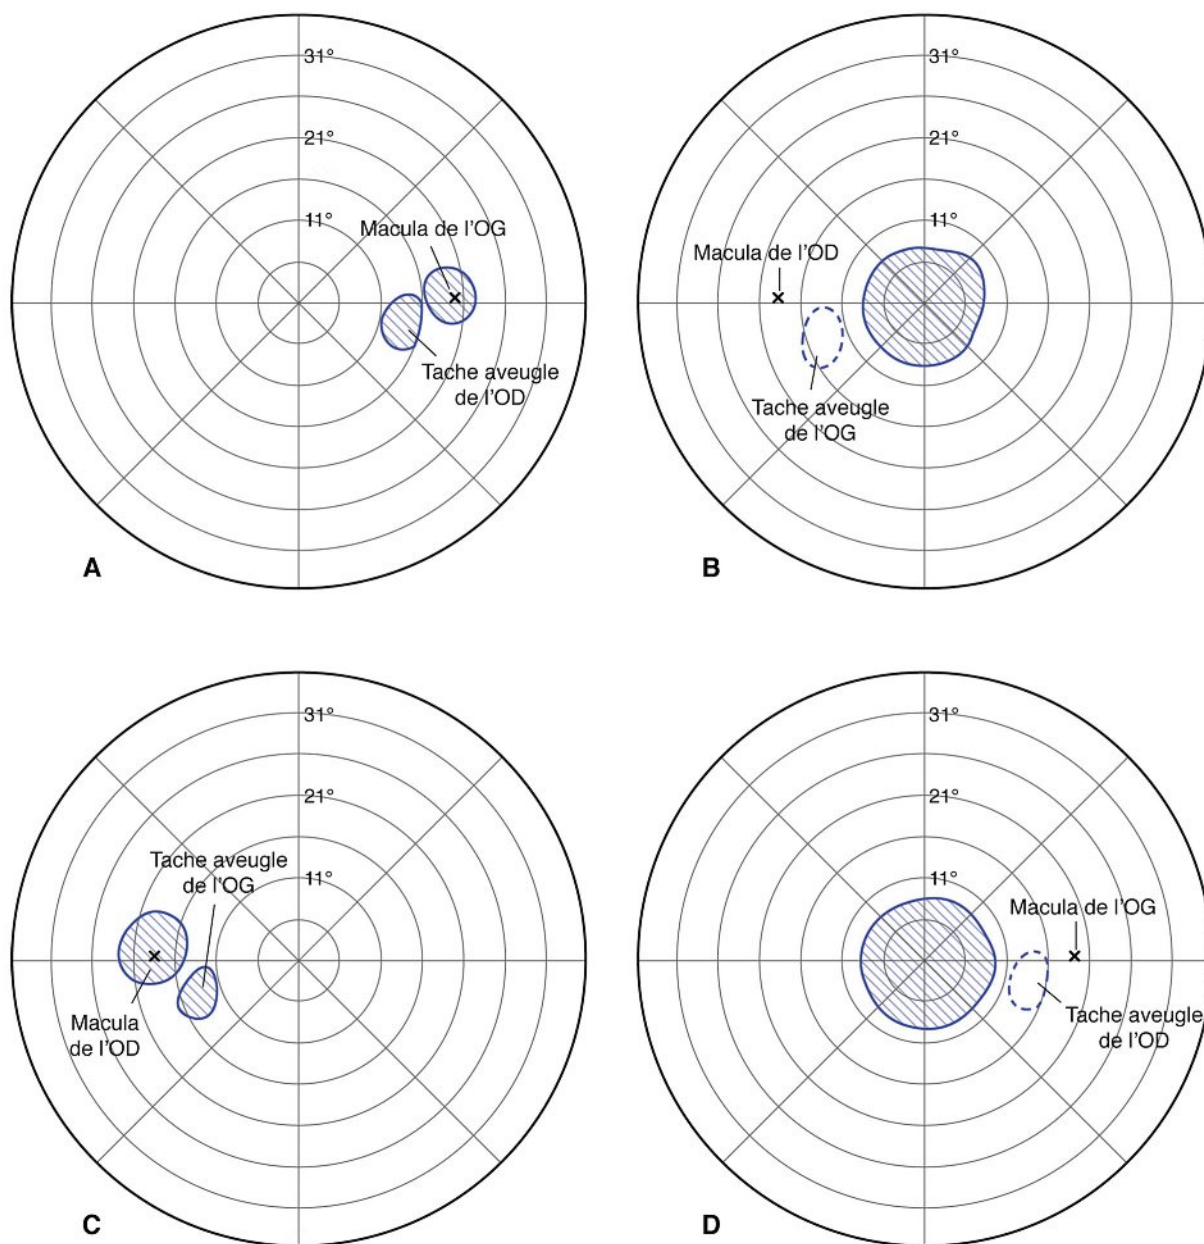 31°
21°
11°
Macula de l'OG
Tache aveugle
de l'OD
A
31°
21°
11°
Macula de l'OD
Tache aveugle
de l'OG
B
31°
21°
11°
Tache aveugle
de l'OG
Macula
de l'OD
C
31°
21°
11°
Macula de l'OG
Tache aveugle
de l'OD
D